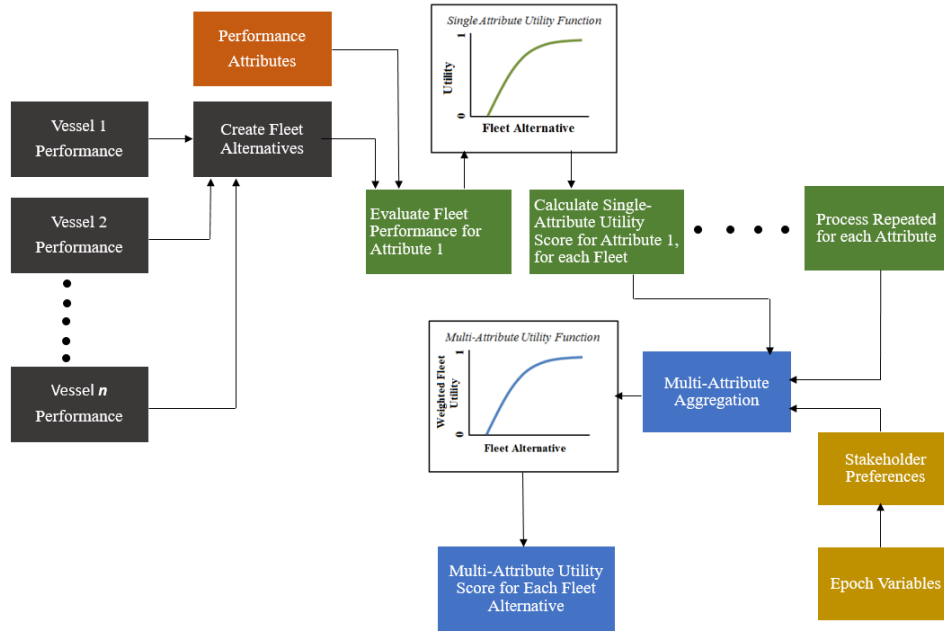 Performance
Attributes
Single Attribute Utility Function
1
Utility
0
Fleet Alternative
Vessel 1
Performance
Create Fleet
Alternatives
Vessel 2
Performance
Evaluate Fleet
Performance for
Attribute 1
Calculate Single-
Attribute Utility
Score for Attribute 1,
for each Fleet
Process Repeated
for each Attribute
Vessel n
Performance
Multi-Attribute Utility Function
1
Weighted Fleet
Utility
0
Fleet Alternative
Multi-Attribute
Aggregation
Stakeholder
Preferences
Multi-Attribute Utility
Score for Each Fleet
Alternative
Epoch Variables